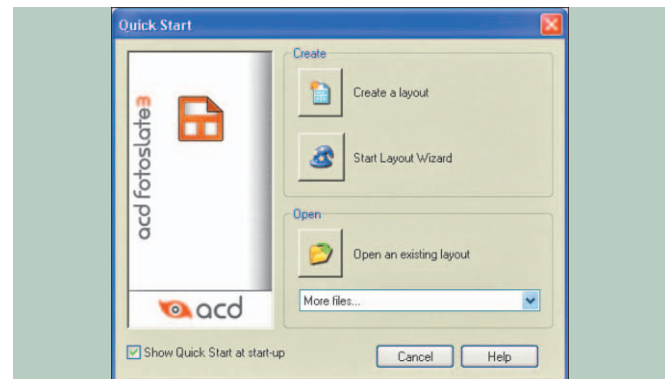 Quick Start
acd fotoslate3
acd
Create
Create a layout
Start Layout Wizard
Open
Open an existing layout
More files...
Show Quick Start at start-up
Cancel
Help